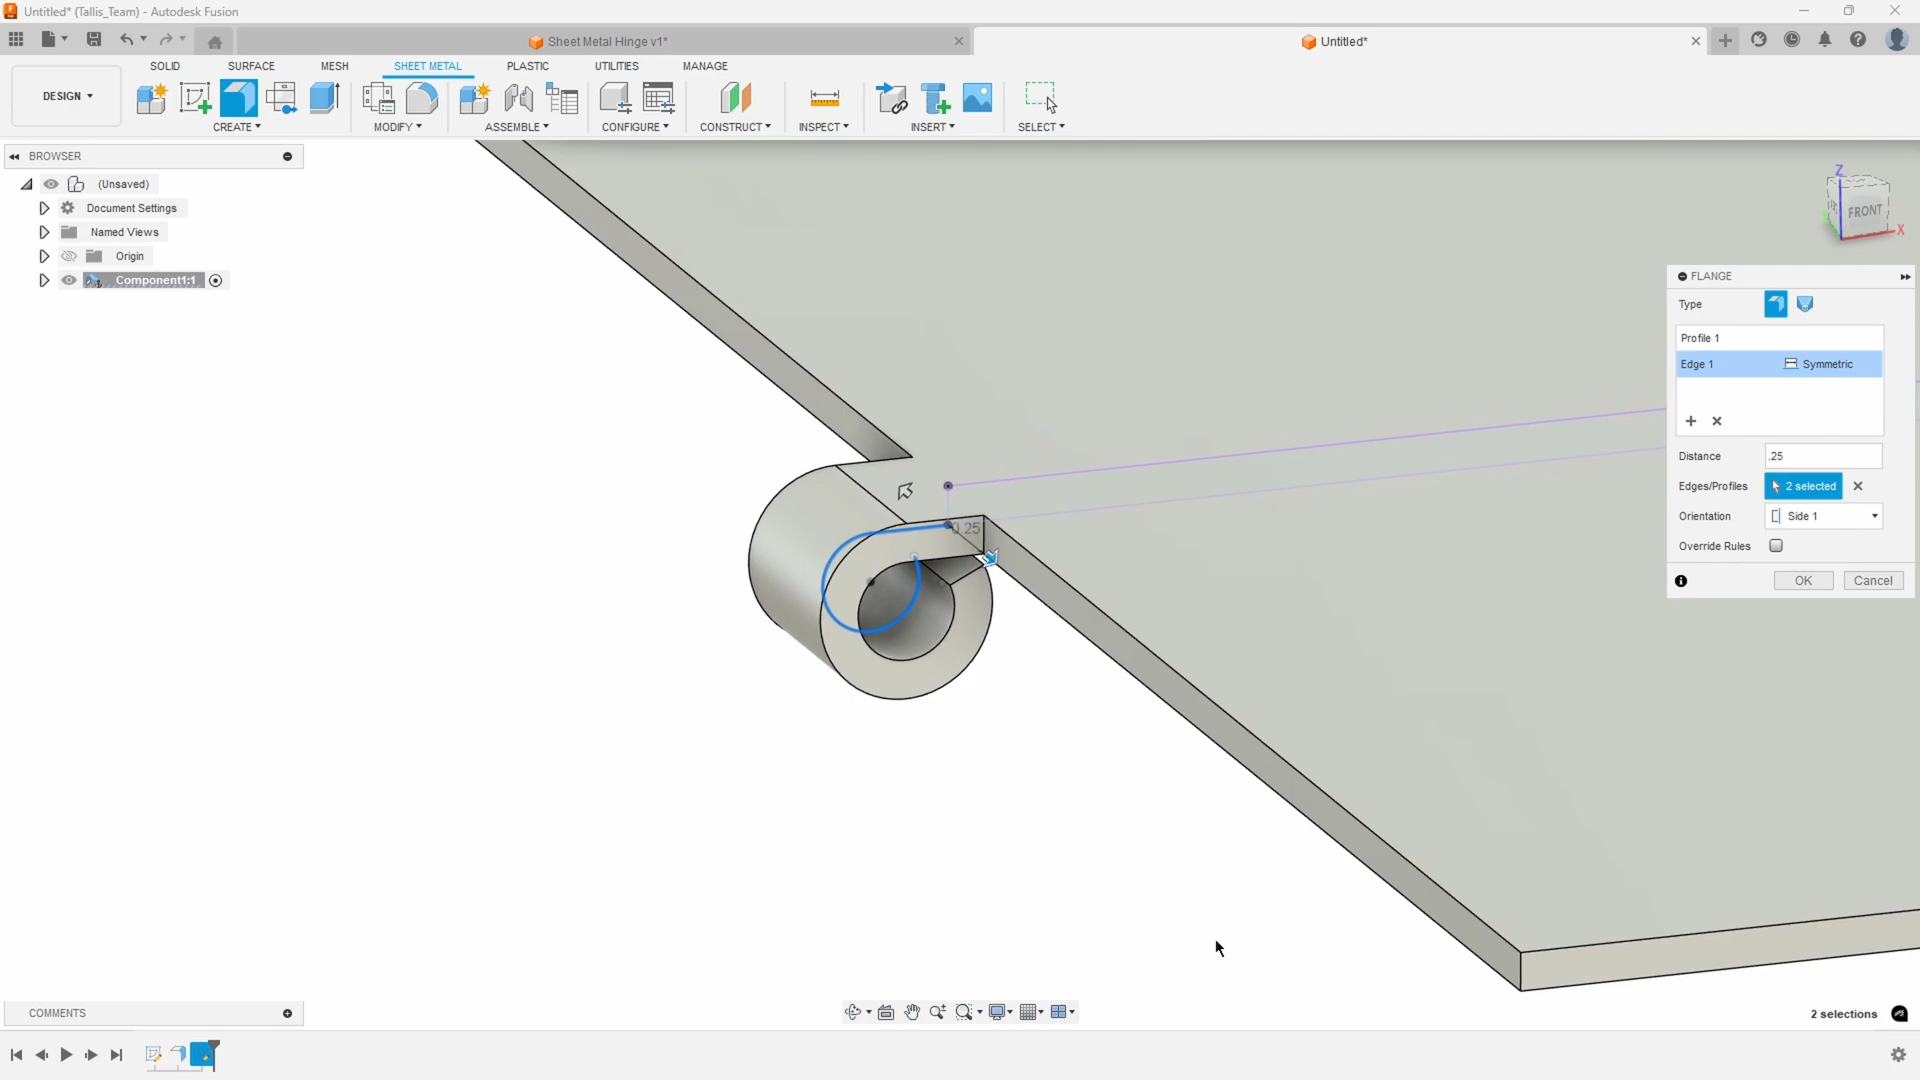 Untitled* (Tallis_Team) - Autodesk Fusion
Sheet Metal Hinge v1*
Untitled*
DESIGN
SOLID
SURFACE
MESH
SHEET METAL
PLASTIC
UTILITIES
MANAGE
CREATE
MODIFY
ASSEMBLE
CONFIGURE
CONSTRUCT
INSPECT
INSERT
SELECT
BROWSER
(Unsaved)
Document Settings
Named Views
Origin
Component1:1
Z
FRONT
X
FLANGE
Type
Profile 1
Edge 1 Symmetric
Distance .25
Edges/Profiles 2 selected
Orientation Side 1
Override Rules
OK Cancel
0.25
COMMENTS
2 selections